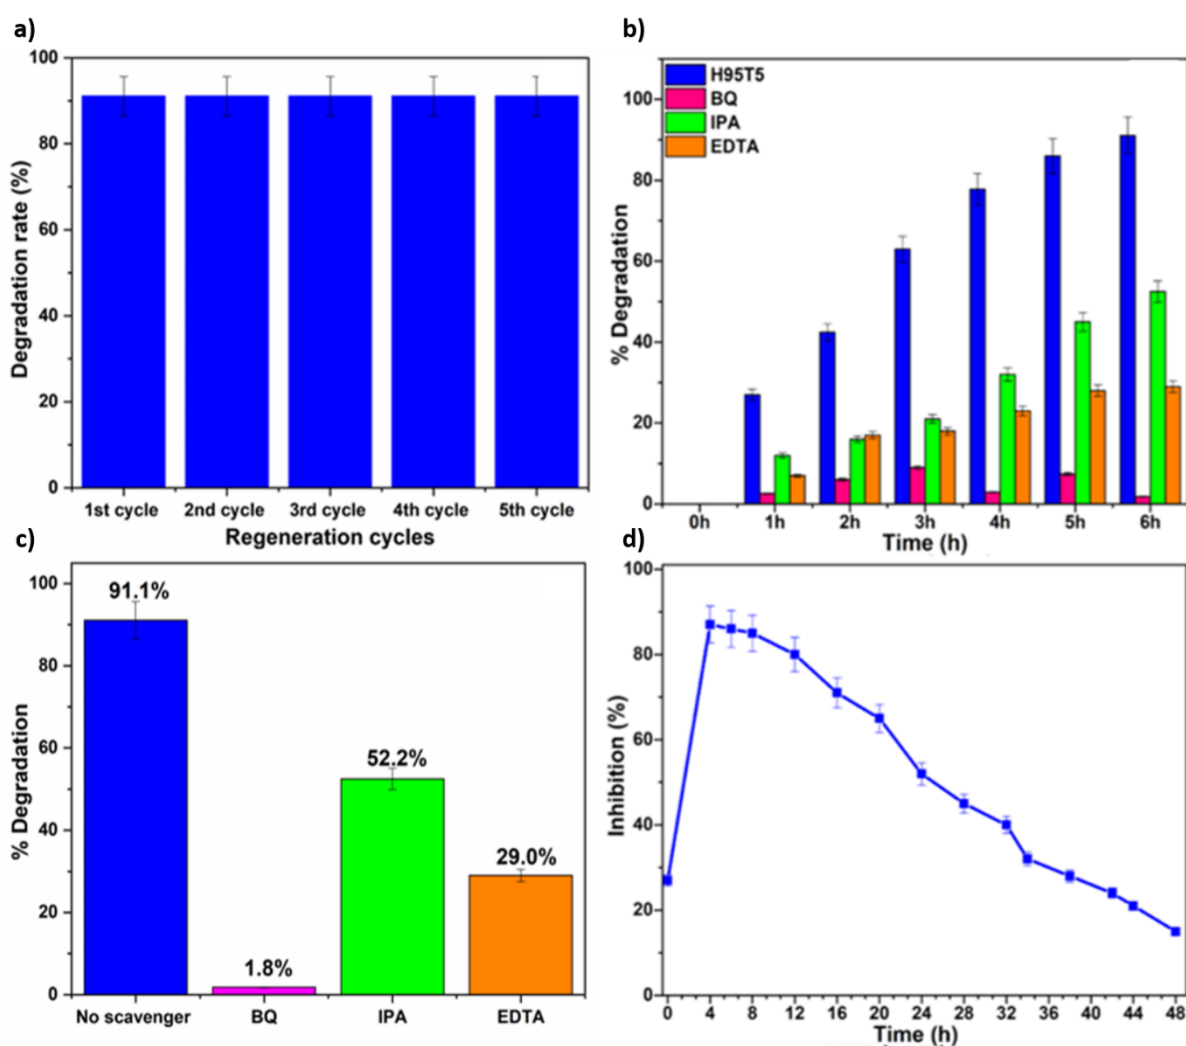 a)
100
80
60
40
20
0
Degradation rate (%)
1st cycle 2nd cycle 3rd cycle 4th cycle 5th cycle
Regeneration cycles
b)
H95T5
BQ
IPA
EDTA
100
80
60
40
20
0
% Degradation
0h 1h 2h 3h 4h 5h 6h
Time (h)
c)
100
80
60
40
20
0
% Degradation
91.1%
1.8%
52.2%
29.0%
No scavenger BQ IPA EDTA
d)
100
80
60
40
20
0
Inhibition (%)
0 4 8 12 16 20 24 28 32 36 40 44 48
Time (h)